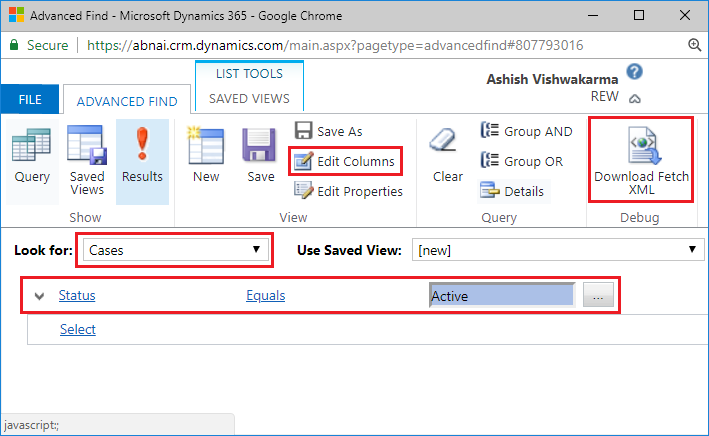 Advanced Find - Microsoft Dynamics 365 - Google Chrome
Secure | https://abnai.crm.dynamics.com/main.aspx?pagetype=advancedfind#807793016
LIST TOOLS
Ashish Vishwakarma
REW
FILE
ADVANCED FIND
SAVED VIEWS
Query
Saved
Views
Results
Show
New
Save
Save As
Edit Columns
Edit Properties
View
Clear
Group AND
Group OR
Details
Query
Download Fetch
XML
Debug
Look for: Cases
Use Saved View: [new]
Status Equals Active ...
Select
javascript:;